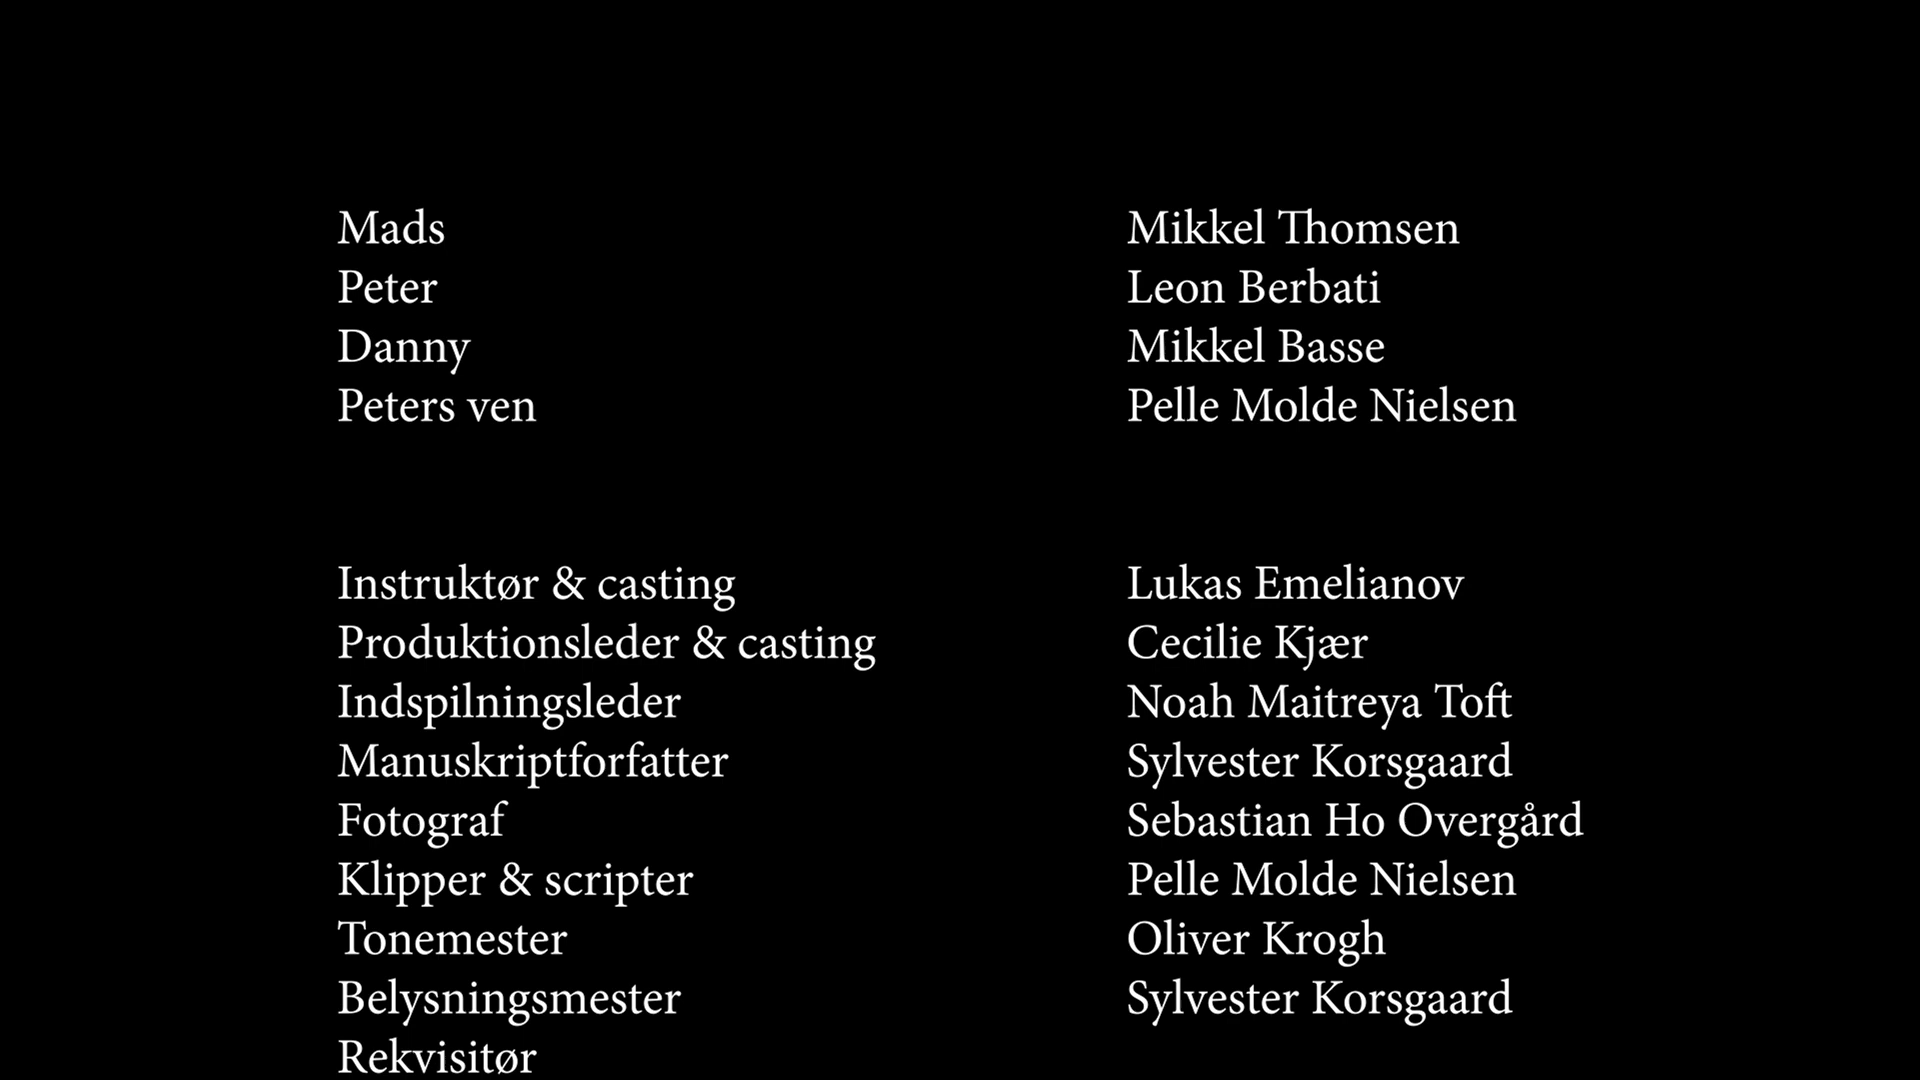 Mads Mikkel Thomsen
Peter Leon Berbati
Danny Mikkel Basse
Peters ven Pelle Molde Nielsen
Instruktør & casting Lukas Emelianov
Produktionsleder & casting Cecilie Kjær
Indspilningsleder Noah Maitreya Toft
Manuskriptforfatter Sylvester Korsgaard
Fotograf Sebastian Ho Overgård
Klipper & scripter Pelle Molde Nielsen
Tonemester Oliver Krogh
Belysningsmester Sylvester Korsgaard
Rekvisitør